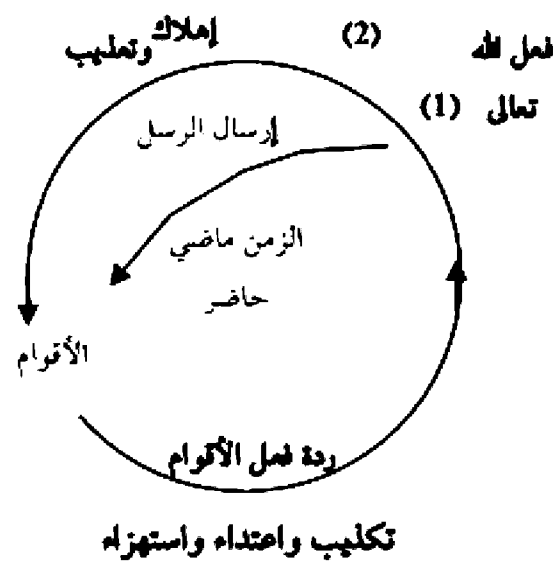 فعل الله (2) إهلاك وتعذيب
تعالى (1)
إرسال الرسل
الزمن ماضي
حاضر
الأقوام
ردة فعل الأقوام
تكذيب واعتداء واستهزاء